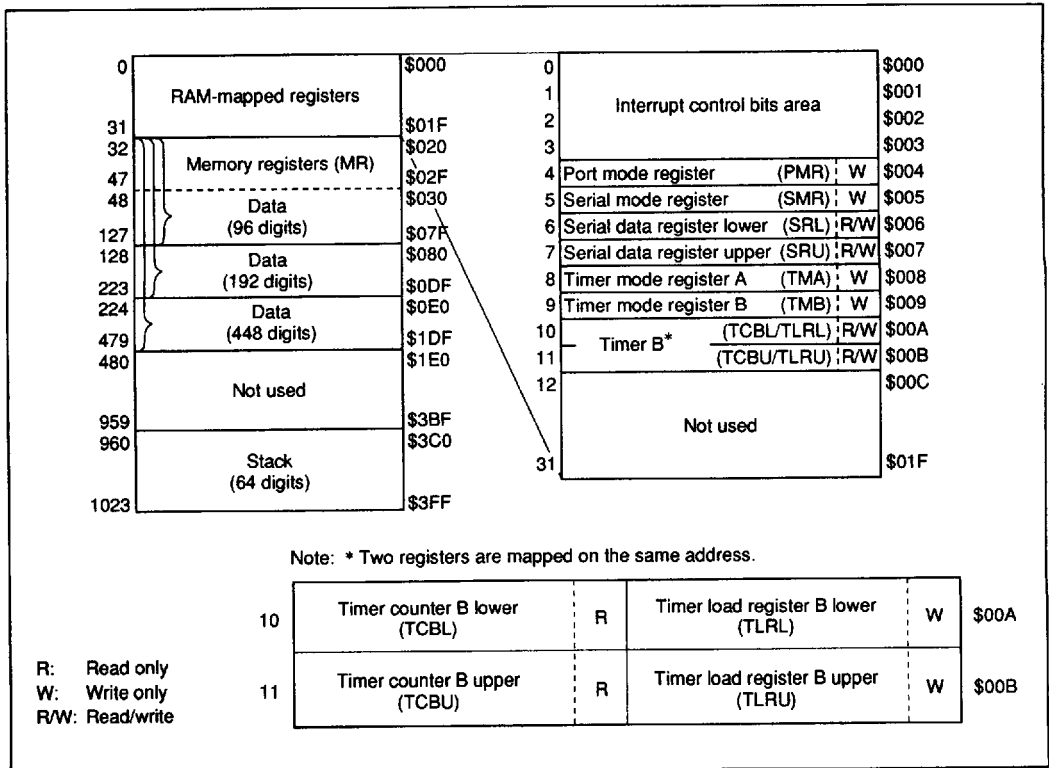 0 $000
RAM-mapped registers
31 $01F
32 $020
Memory registers (MR)
47 $02F
48 $030
Data
(96 digits)
127 $07F
128 $080
Data
(192 digits)
223 $0DF
224 $0E0
Data
(448 digits)
479 $1DF
480 $1E0
Not used
959 $3BF
960 $3C0
Stack
(64 digits)
1023 $3FF
0 $000
1 $001
Interrupt control bits area
2 $002
3 $003
4 Port mode register (PMR) W $004
5 Serial mode register (SMR) W $005
6 Serial data register lower (SRL) R/W $006
7 Serial data register upper (SRU) R/W $007
8 Timer mode register A (TMA) W $008
9 Timer mode register B (TMB) W $009
10 (TCBL/TLRL) R/W $00A
Timer B*
11 (TCBU/TLRU) R/W $00B
12 $00C
Not used
31 $01F
Note: * Two registers are mapped on the same address.
10 Timer counter B lower (TCBL) R Timer load register B lower (TLRL) W $00A
11 Timer counter B upper (TCBU) R Timer load register B upper (TLRU) W $00B
R: Read only
W: Write only
R/W: Read/write